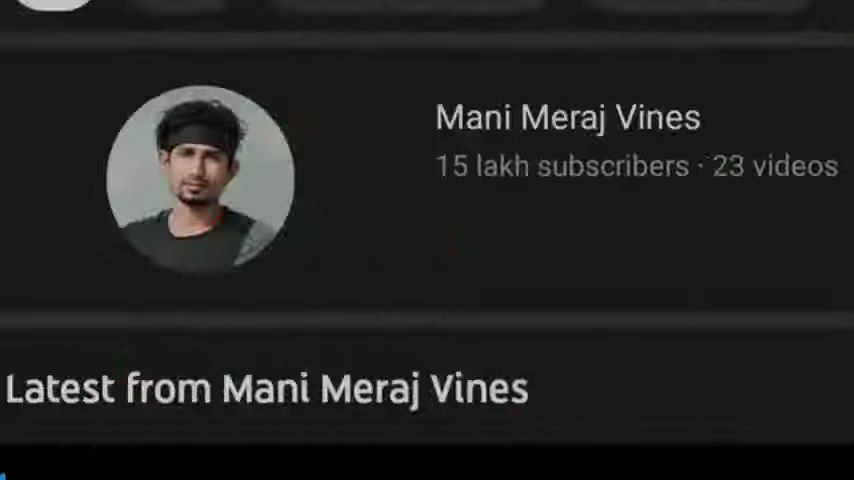 Mani Meraj Vines
15 lakh subscribers · 23 videos
Latest from Mani Meraj Vines